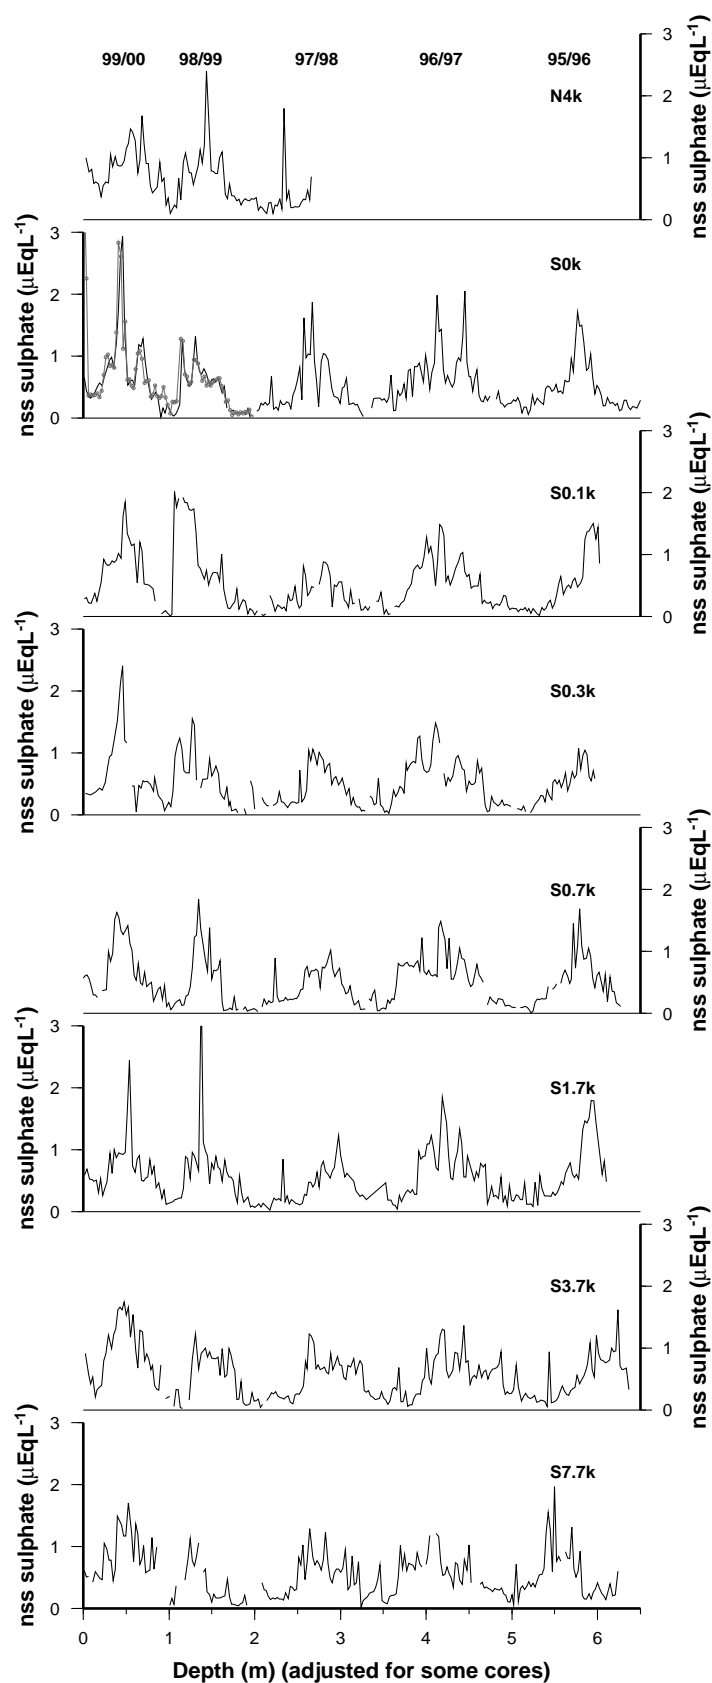 3
99/00 98/99 97/98 96/97 95/96
N4k
2
1
0
nss sulphate (µEqL-1)
3
S0k
2
1
0
nss sulphate (µEqL-1)
3
S0.1k
2
1
0
nss sulphate (µEqL-1)
3
S0.3k
2
1
0
nss sulphate (µEqL-1)
3
S0.7k
2
1
0
nss sulphate (µEqL-1)
3
S1.7k
2
1
0
nss sulphate (µEqL-1)
3
S3.7k
2
1
0
nss sulphate (µEqL-1)
3
S7.7k
2
1
0
nss sulphate (µEqL-1)
0 1 2 3 4 5 6
Depth (m) (adjusted for some cores)